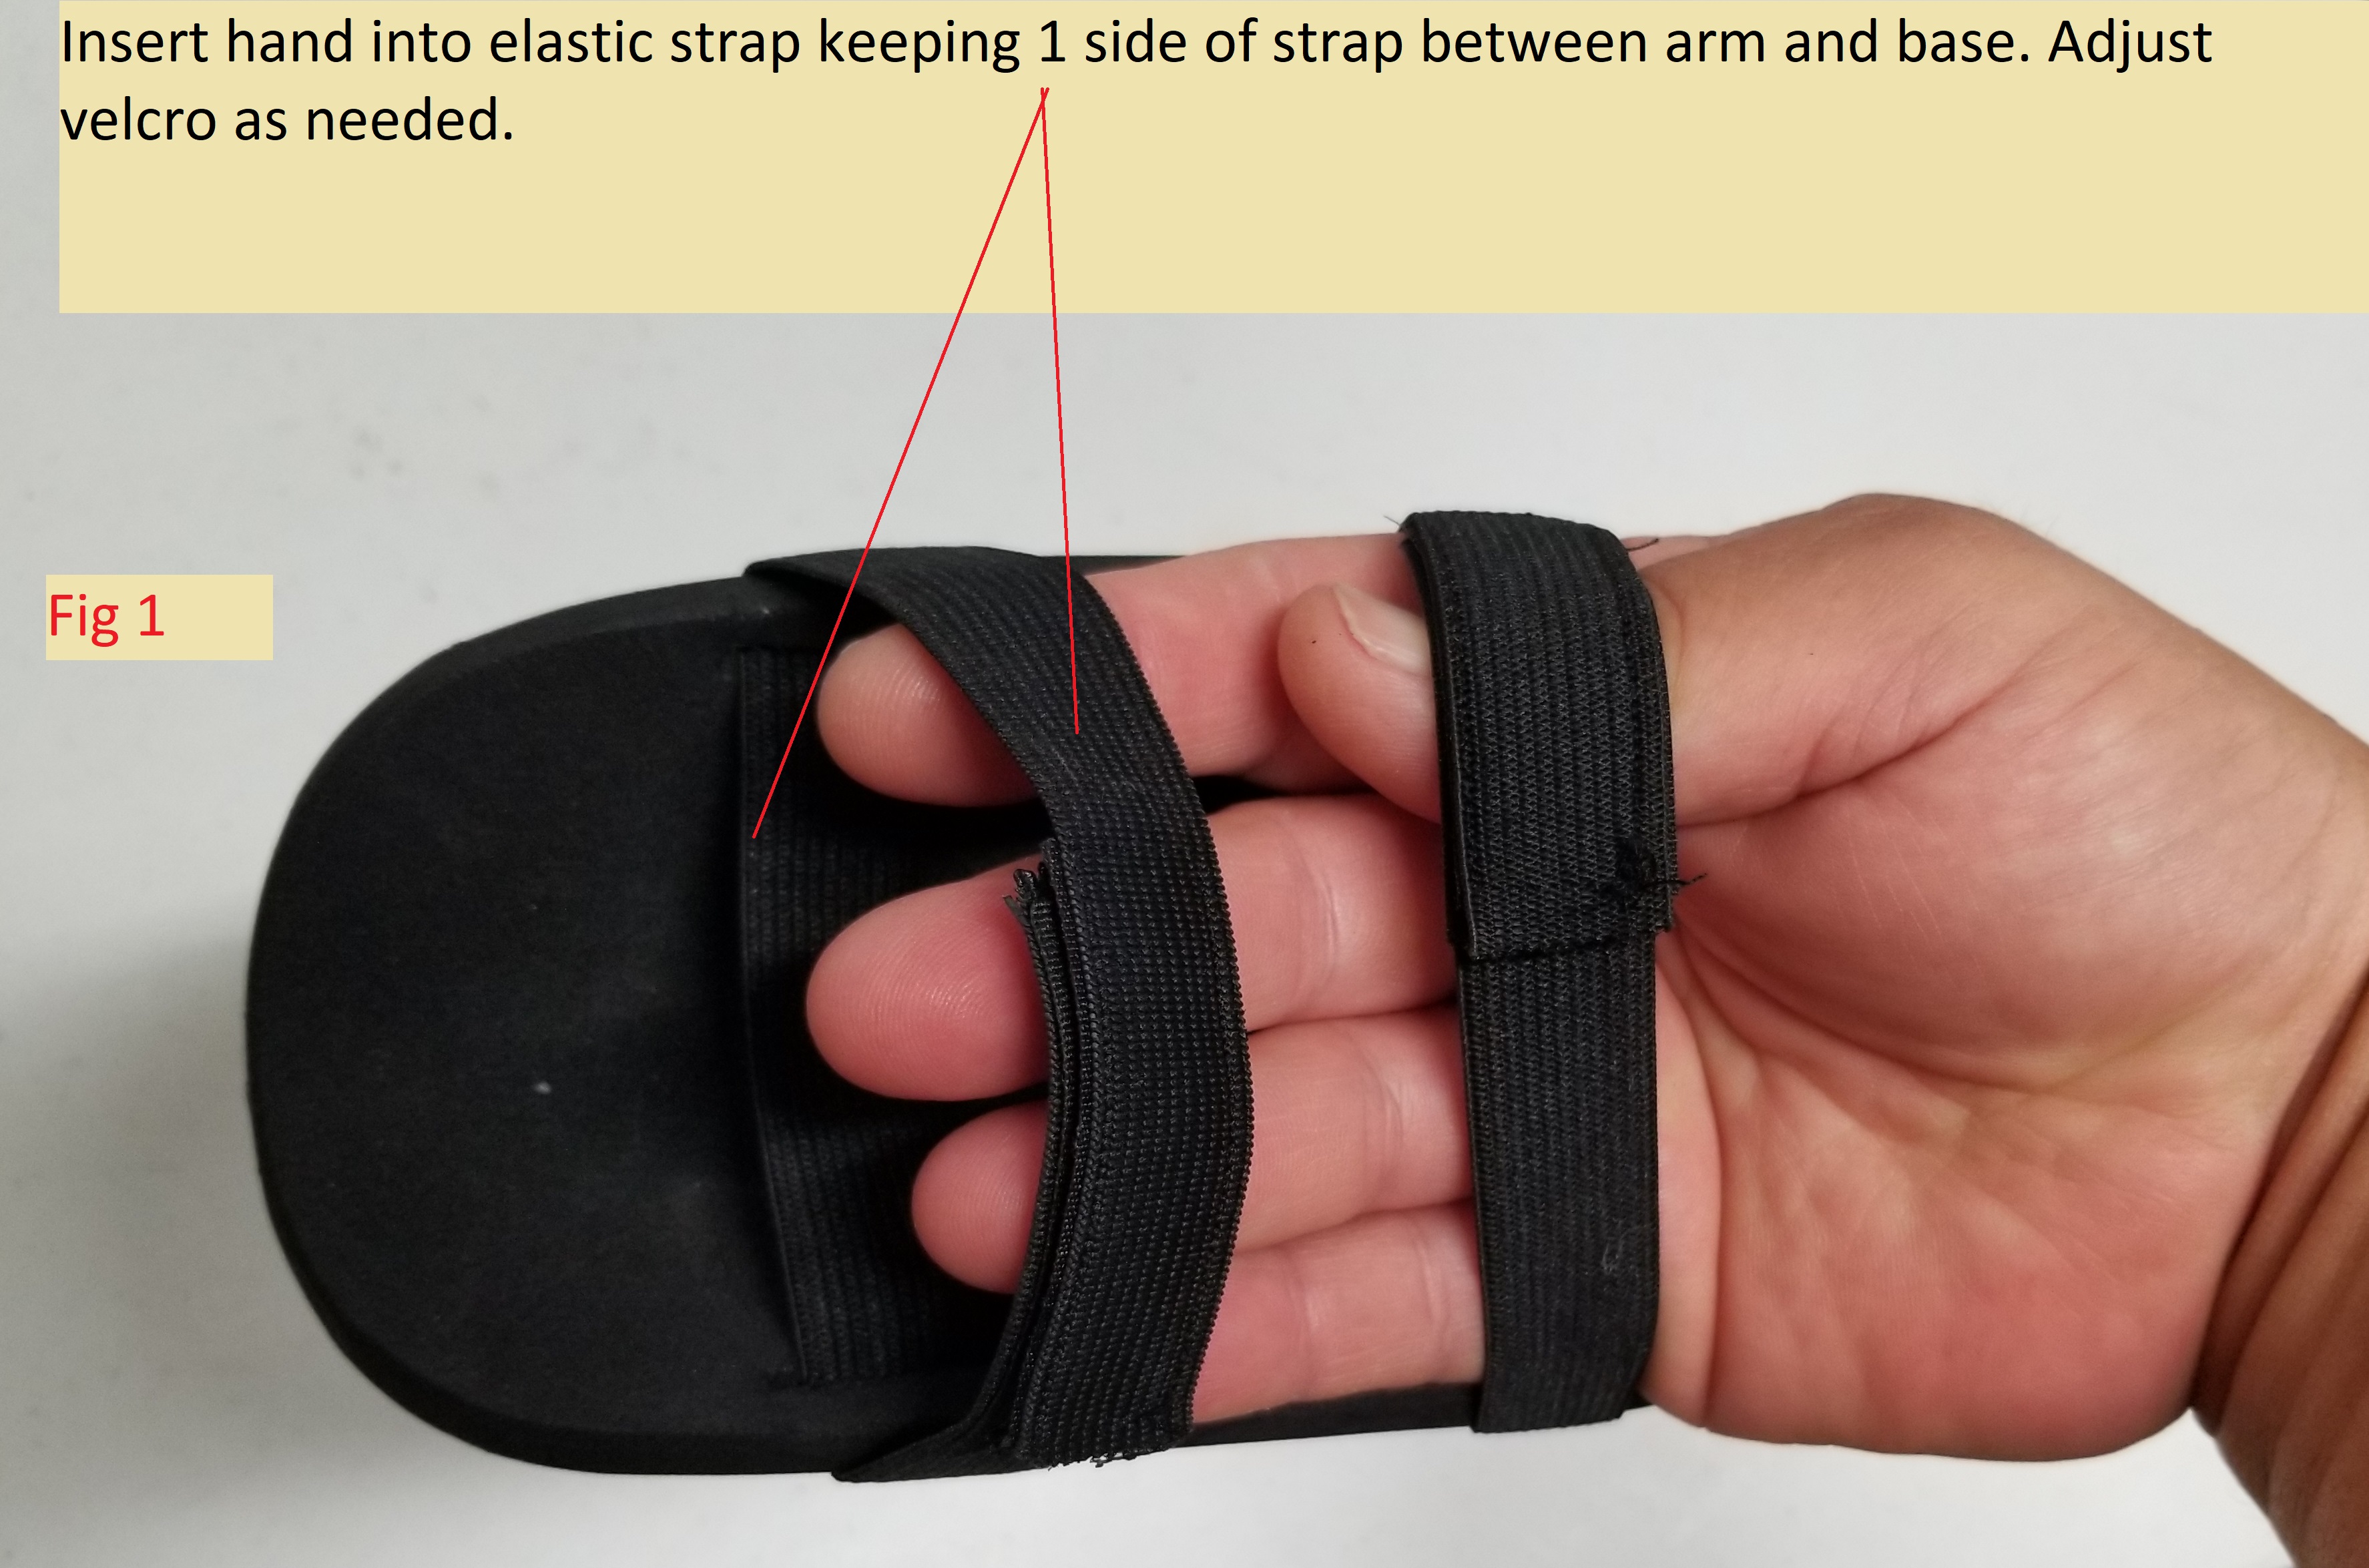 Insert hand into elastic strap keeping 1 side of strap between arm and base. Adjust
velcro as needed.
Fig 1